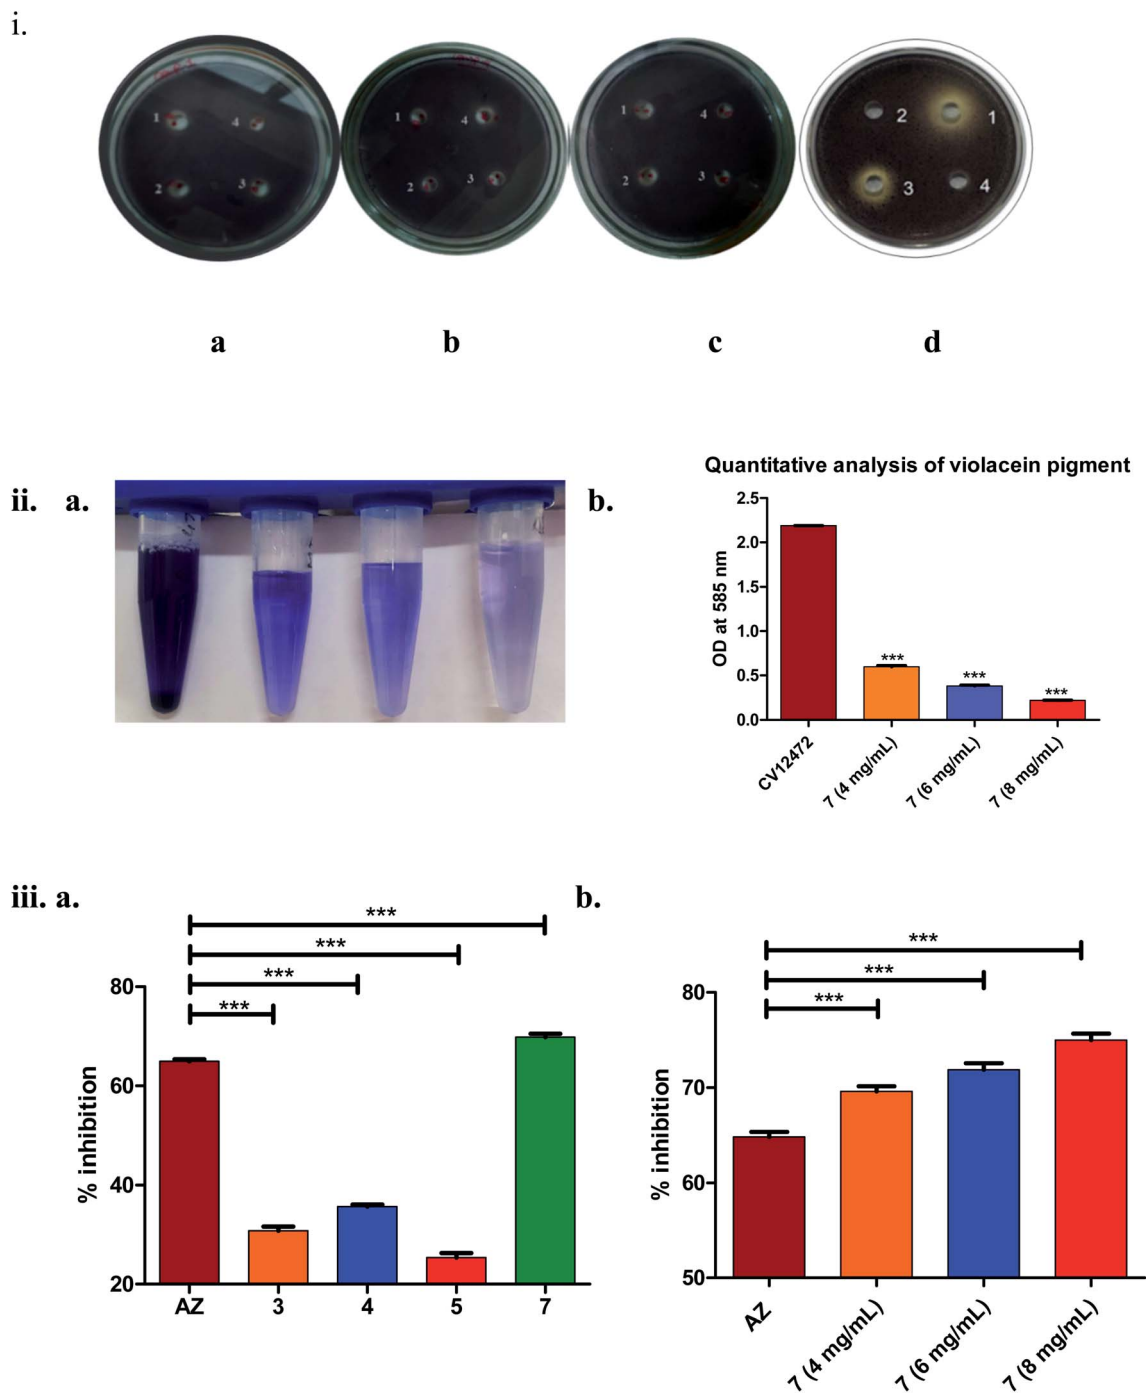 i.
1 4 2 3
1 4 2 3
1 4 2 3
2 1 3 4
a b c d
ii. a. b.
Quantitative analysis of violacein pigment
OD at 585 nm
2.5
2.0
1.5
1.0
0.5
0.0
*** *** ***
CV12472 7 (4 mg/mL) 7 (6 mg/mL) 7 (8 mg/mL)
iii. a.
***
***
***
***
% inhibition
80
60
40
20
AZ 3 4 5 7
b.
***
***
***
% inhibition
80
70
60
50
AZ 7 (4 mg/mL) 7 (6 mg/mL) 7 (8 mg/mL)